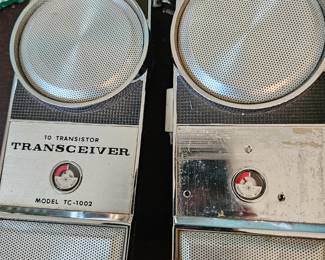 10 TRANSISTOR
TRANSCEIVER
MODEL TC-1002